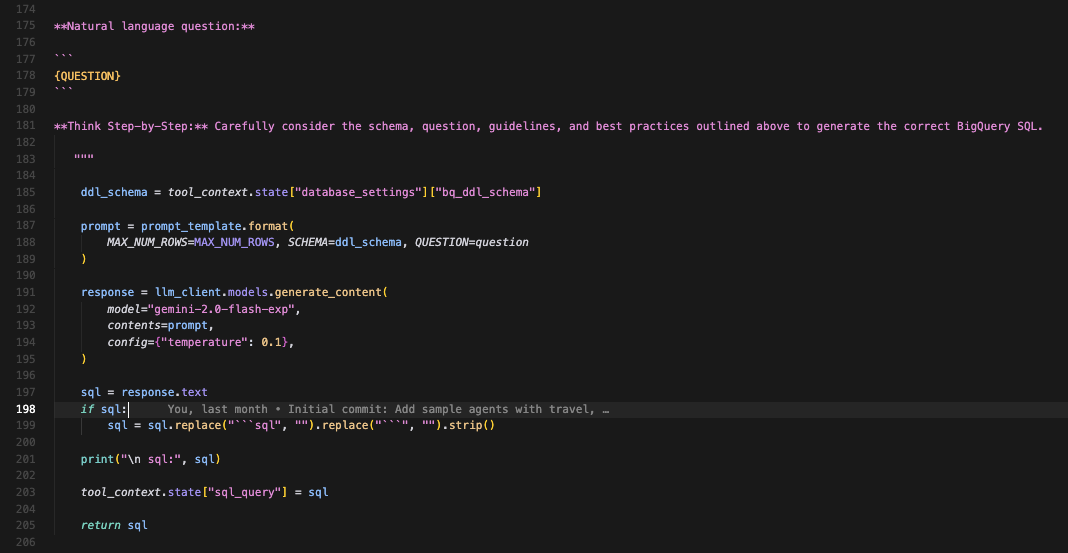 174
175 **Natural language question:**
176
177 ```
178 {QUESTION}
179 ```
180
181 **Think Step-by-Step:** Carefully consider the schema, question, guidelines, and best practices outlined above to generate the correct BigQuery SQL.
182
183    """
184
185     ddl_schema = tool_context.state["database_settings"]["bq_ddl_schema"]
186
187     prompt = prompt_template.format(
188         MAX_NUM_ROWS=MAX_NUM_ROWS, SCHEMA=ddl_schema, QUESTION=question
189     )
190
191     response = llm_client.models.generate_content(
192         model="gemini-2.0-flash-exp",
193         contents=prompt,
194         config={"temperature": 0.1},
195     )
196
197     sql = response.text
198     if sql:      You, last month • Initial commit: Add sample agents with travel, …
199         sql = sql.replace("```sql", "").replace("```", "").strip()
200
201     print("\n sql:", sql)
202
203     tool_context.state["sql_query"] = sql
204
205     return sql
206